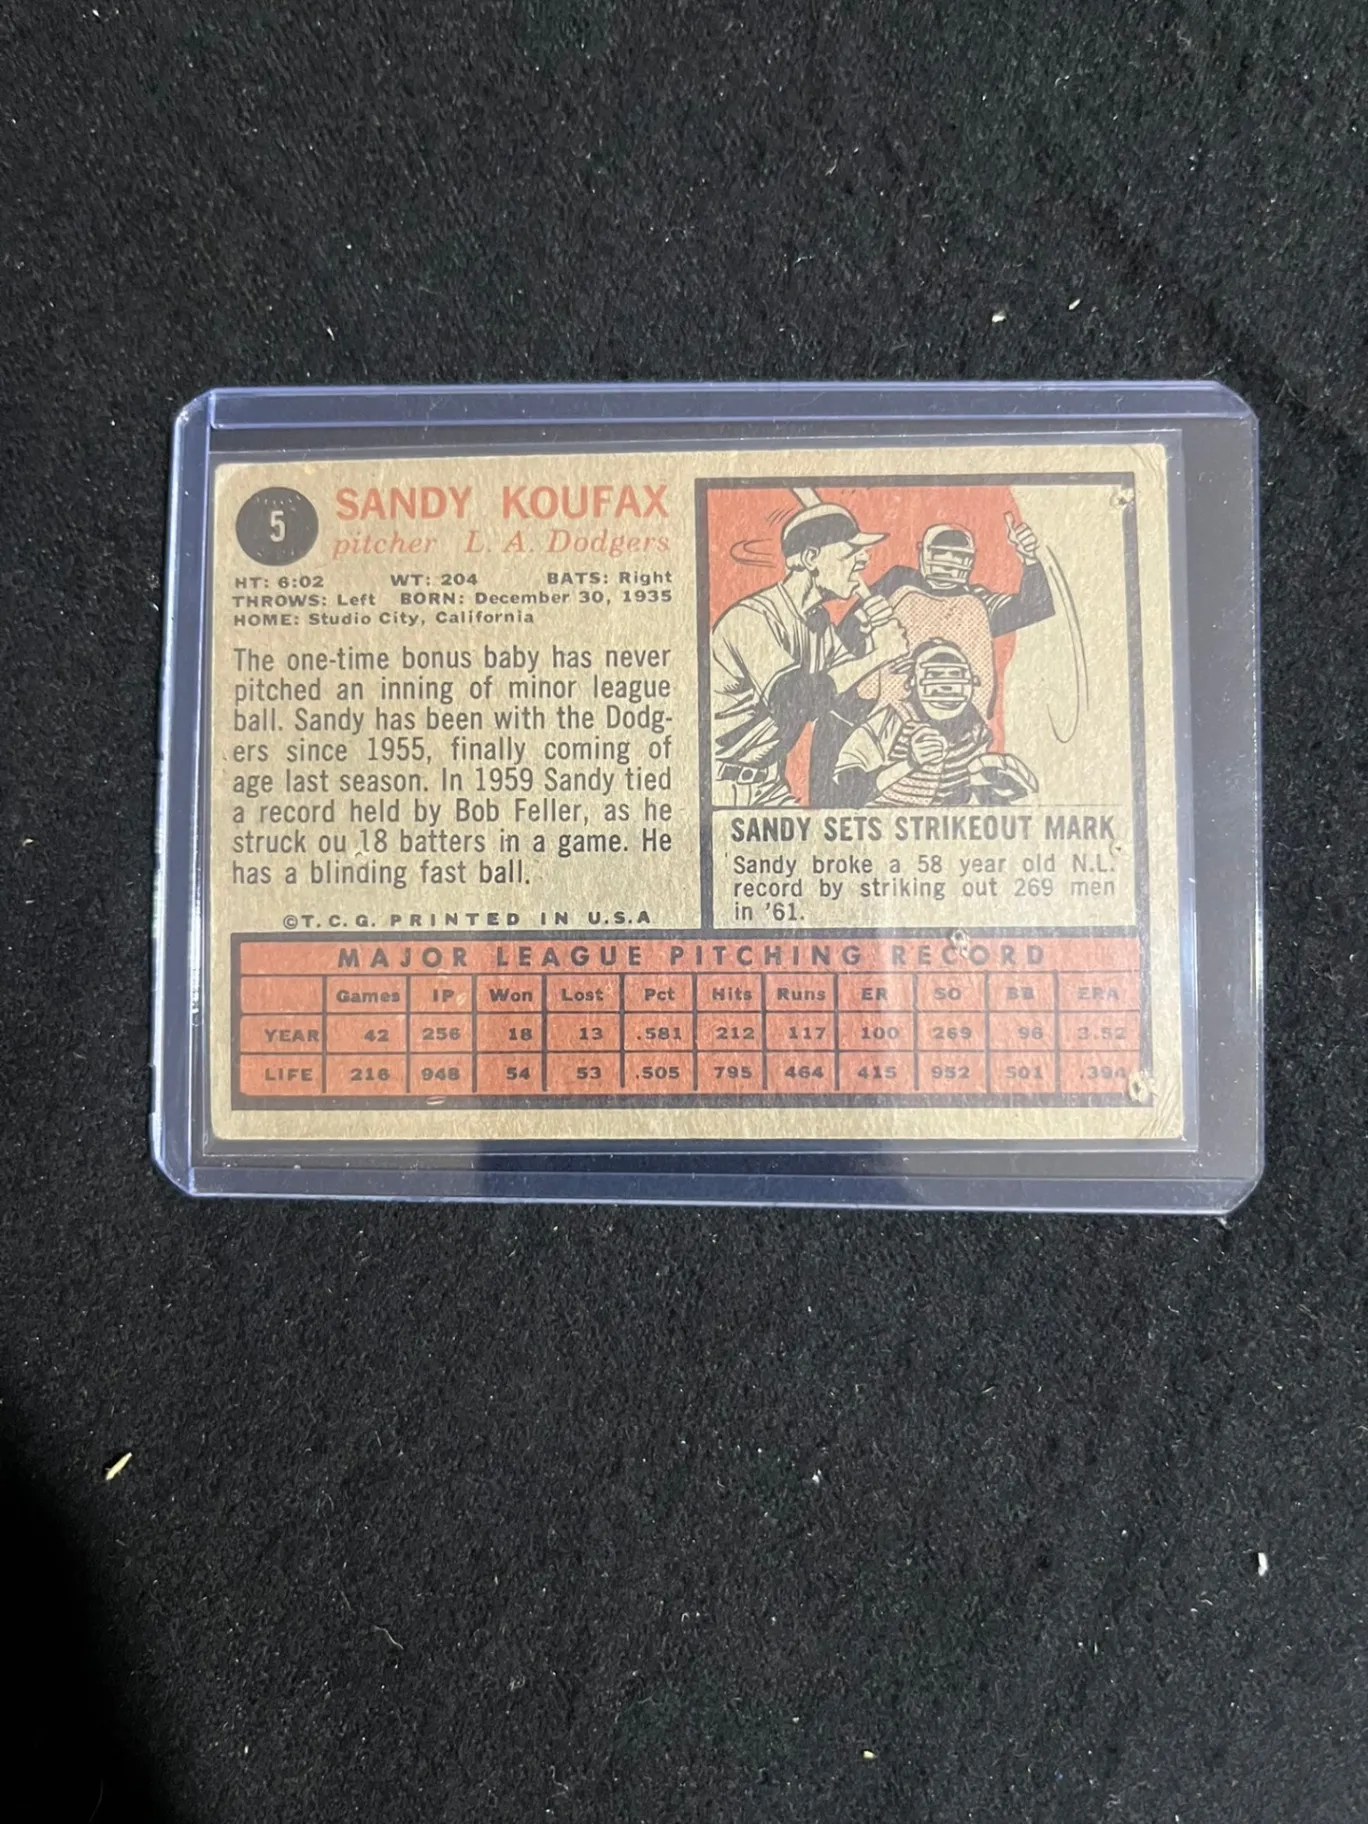 5
SANDY KOUFAX
pitcher L. A. Dodgers
HT: 6:02 WT: 204 BATS: Right
THROWS: Left BORN: December 30, 1935
HOME: Studio City, California
The one-time bonus baby has never
pitched an inning of minor league
ball. Sandy has been with the Dodg-
ers since 1955, finally coming of
age last season. In 1959 Sandy tied
a record held by Bob Feller, as he
struck ou 18 batters in a game. He
has a blinding fast ball.
©T.C.G. PRINTED IN U.S.A
SANDY SETS STRIKEOUT MARK
Sandy broke a 58 year old N.L.
record by striking out 269 men
in '61.
MAJOR LEAGUE PITCHING RECORD
Games IP Won Lost Pct Hits Runs ER SO BB ERA
YEAR 42 256 18 13 .581 212 117 100 269 96 3.52
LIFE 216 948 54 53 .505 795 464 415 952 501 .394